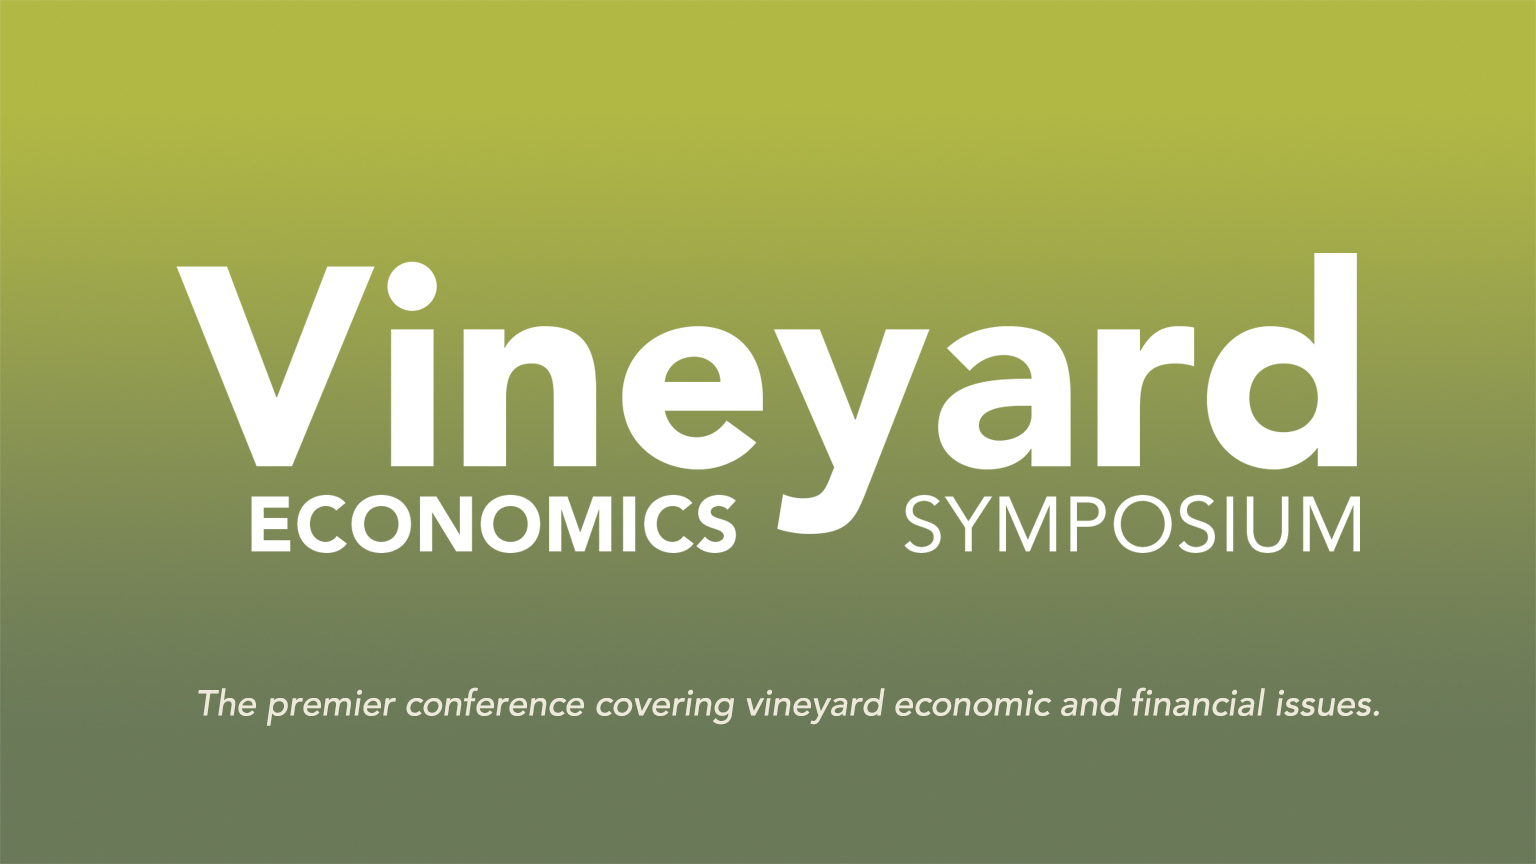 Vineyard
ECONOMICS SYMPOSIUM
The premier conference covering vineyard economic and financial issues.